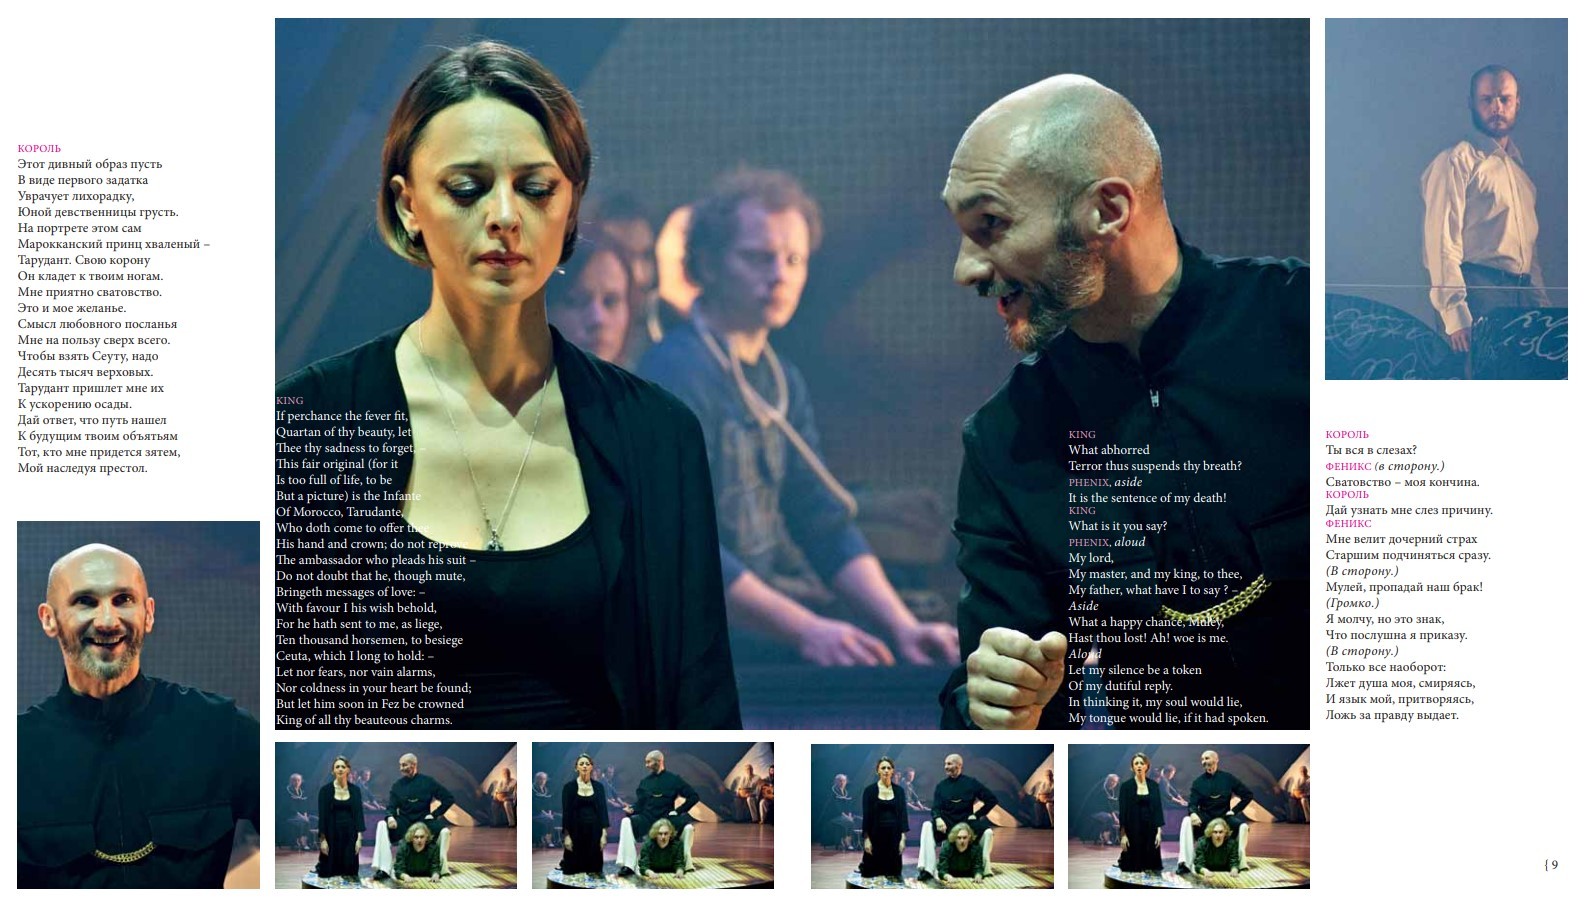 КОРОЛЬ
Этот дивный образ пусть
В виде первого задатка
Уврачует лихорадку,
Юной девственницы грусть.
На портрете этом сам
Марокканский принц хваленый –
Тарудант. Свою корону
Он кладет к твоим ногам.
Мне приятно сватовство.
Это и мое желанье.
Смысл любовного посланья
Мне на пользу сверх всего.
Чтобы взять Сеуту, надо
Десять тысяч верховых.
Тарудант пришлет мне их
К ускорению осады.
Дай ответ, что путь нашел
К будущим твоим объятьям
Тот, кто мне придется зятем,
Мой наследуя престол.
KING
If perchance the fever fit,
Quartan of thy beauty, let
Thee thy sadness to forget, –
This fair original (for it
Is too full of life, to be
But a picture) is the Infante
Of Morocco, Tarudante,
Who doth come to offer thee
His hand and crown; do not reprove
The ambassador who pleads his suit –
Do not doubt that he, though mute,
Bringeth messages of love: –
With favour I his wish behold,
For he hath sent to me, as liege,
Ten thousand horsemen, to besiege
Ceuta, which I long to hold: –
Let nor fears, nor vain alarms,
Nor coldness in your heart be found;
But let him soon in Fez be crowned
King of all thy beauteous charms.
KING
What abhorred
Terror thus suspends thy breath?
PHENIX, aside
It is the sentence of my death!
KING
What is it you say?
PHENIX, aloud
My lord,
My master, and my king, to thee,
My father, what have I to say ? –
Aside
What a happy chance, Muley,
Hast thou lost! Ah! woe is me.
Aloud
Let my silence be a token
Of my dutiful reply.
In thinking it, my soul would lie,
My tongue would lie, if it had spoken.
КОРОЛЬ
Ты вся в слезах?
ФЕНИКС (в сторону.)
Сватовство – моя кончина.
КОРОЛЬ
Дай узнать мне слез причину.
ФЕНИКС
Мне велит дочерний страх
Старшим подчиняться сразу.
(В сторону.)
Мулей, пропадай наш брак!
(Громко.)
Я молчу, но это знак,
Что послушна я приказу.
(В сторону.)
Только все наоборот:
Лжет душа моя, смиряясь,
И язык мой, притворяясь,
Ложь за правду выдает.
{ 9